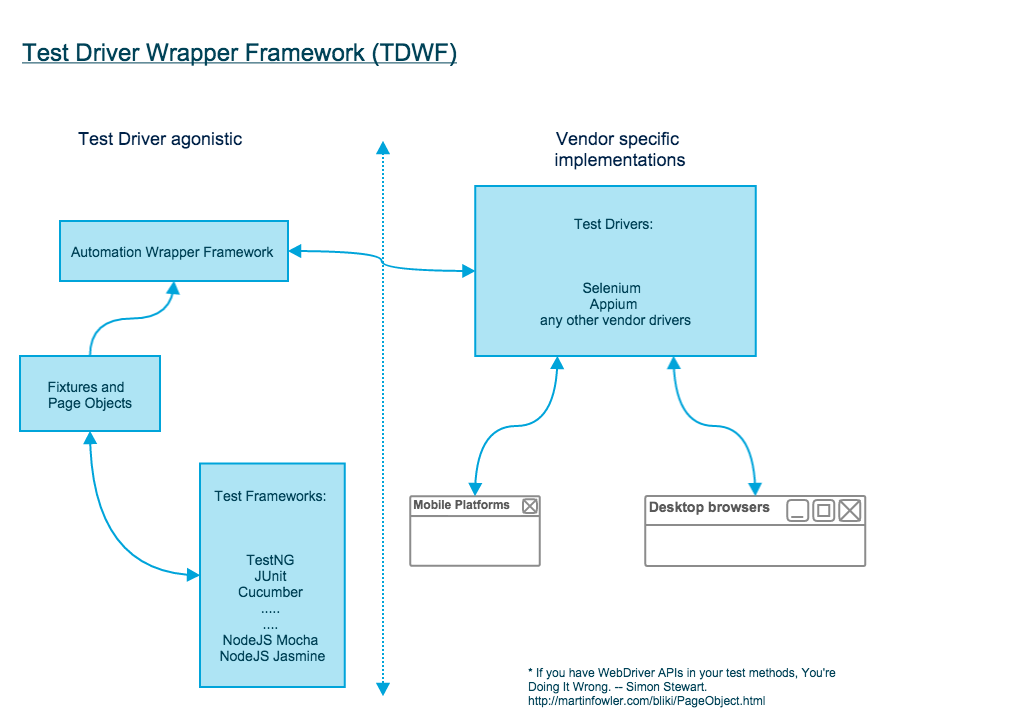 Test Driver Wrapper Framework (TDWF)
Test Driver agonistic
Vendor specific
implementations
Automation Wrapper Framework
Test Drivers:
Selenium
Appium
any other vendor drivers
Fixtures and
Page Objects
Test Frameworks:
TestNG
JUnit
Cucumber
.....
....
NodeJS Mocha
NodeJS Jasmine
Mobile Platforms
Desktop browsers
* If you have WebDriver APIs in your test methods, You're
Doing It Wrong. -- Simon Stewart.
http://martinfowler.com/bliki/PageObject.html